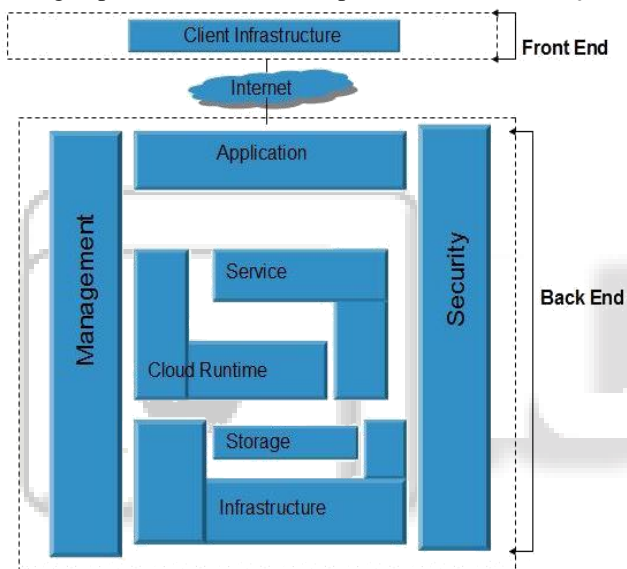 Client Infrastructure
Front End
Internet
Application
Management
Security
Service
Back End
Cloud Runtime
Storage
Infrastructure